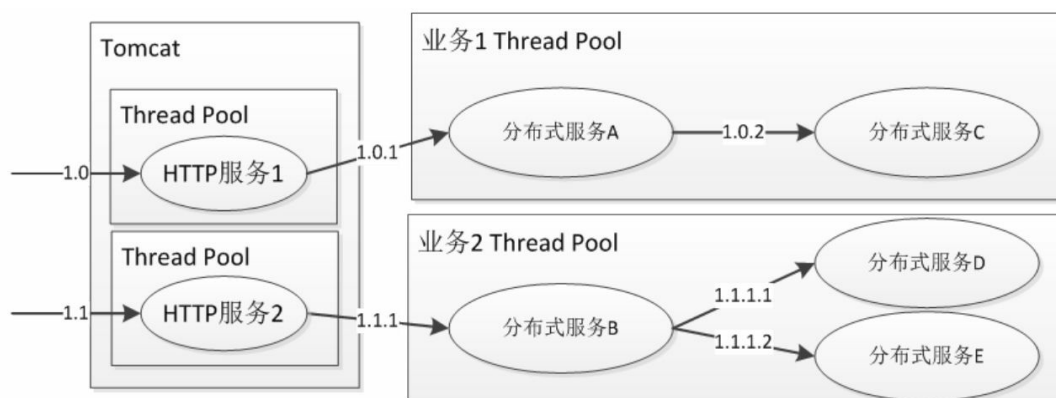 Tomcat
Thread Pool
1.0
HTTP服务1
1.0.1
Thread Pool
1.1
HTTP服务2
1.1.1
业务1 Thread Pool
分布式服务A
1.0.2
分布式服务C
业务2 Thread Pool
分布式服务B
1.1.1.1
分布式服务D
1.1.1.2
分布式服务E